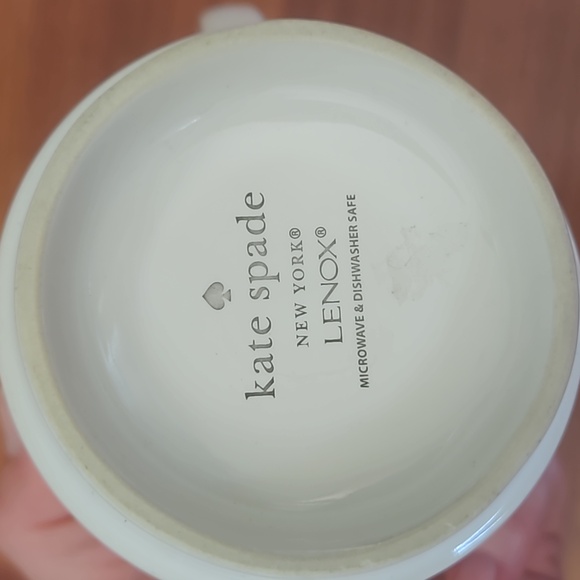 kate spade
NEW YORK®
LENOX®
MICROWAVE & DISHWASHER SAFE